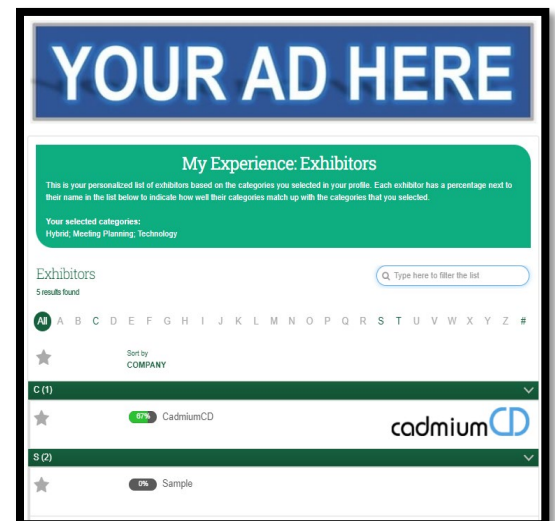 YOUR AD HERE
My Experience: Exhibitors
This is your personalized list of exhibitors based on the categories you selected in your profile. Each exhibitor has a percentage next to
their name in the list below to indicate how well their categories match up with the categories that you selected.
Your selected categories:
Hybrid; Meeting Planning; Technology
Exhibitors
5 results found
Type here to filter the list
All A B C D E F G H I J K L M N O P Q R S T U V W X Y Z #
Sort by
COMPANY
C (1)
67% CadmiumCD cadmiumCD
S (2)
0% Sample